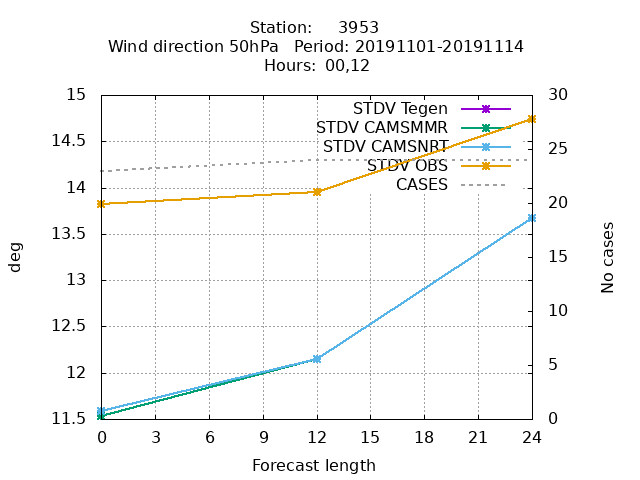 Station: 3953
Wind direction 50hPa Period: 20191101-20191114
Hours: 00,12
15
14.5
14
13.5
13
12.5
12
11.5
deg
STDV Tegen
STDV CAMSMMR
STDV CAMSNRT
STDV OBS
CASES
30
25
20
15
10
5
0
No cases
0 3 6 9 12 15 18 21 24
Forecast length